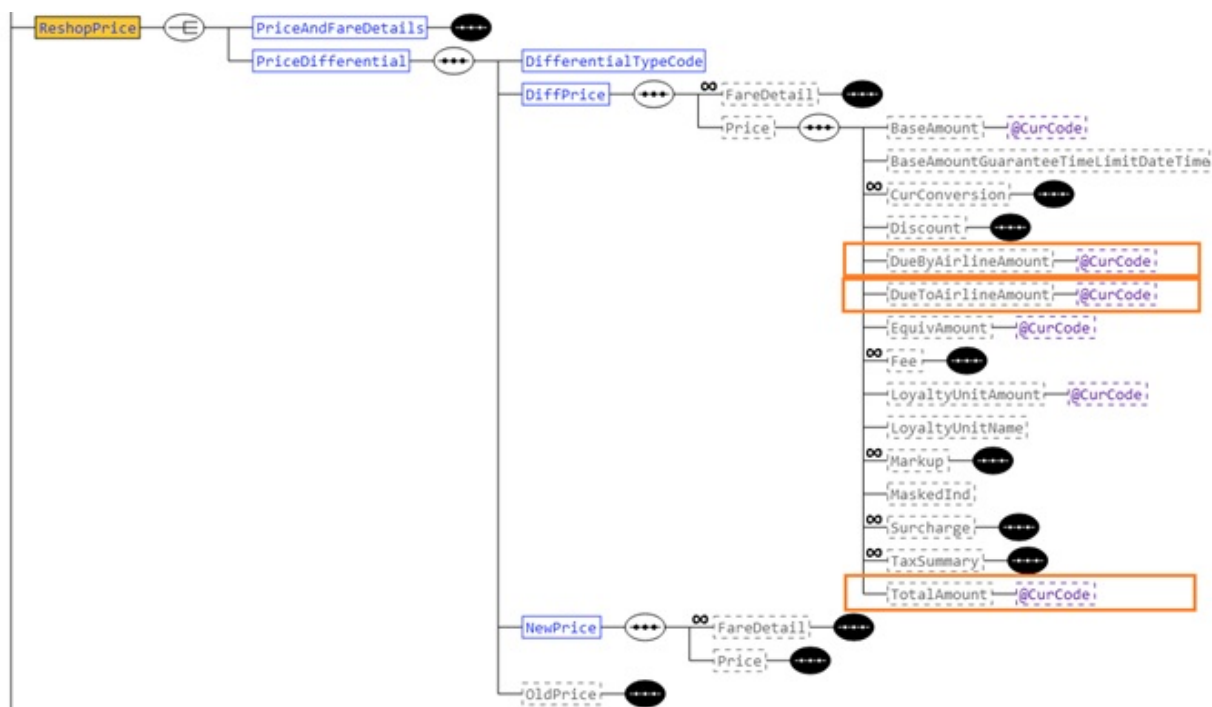 ReshopPrice PriceAndFareDetails
PriceDifferential DifferentialTypeCode
DiffPrice ∞ FareDetail
Price BaseAmount @CurCode
BaseAmountGuaranteeTimeLimitDateTime
∞ CurConversion
Discount
DueByAirlineAmount @CurCode
DueToAirlineAmount @CurCode
EquivAmount @CurCode
∞ Fee
LoyaltyUnitAmount @CurCode
LoyaltyUnitName
∞ Markup
MaskedInd
∞ Surcharge
∞ TaxSummary
TotalAmount @CurCode
NewPrice ∞ FareDetail
Price
OldPrice